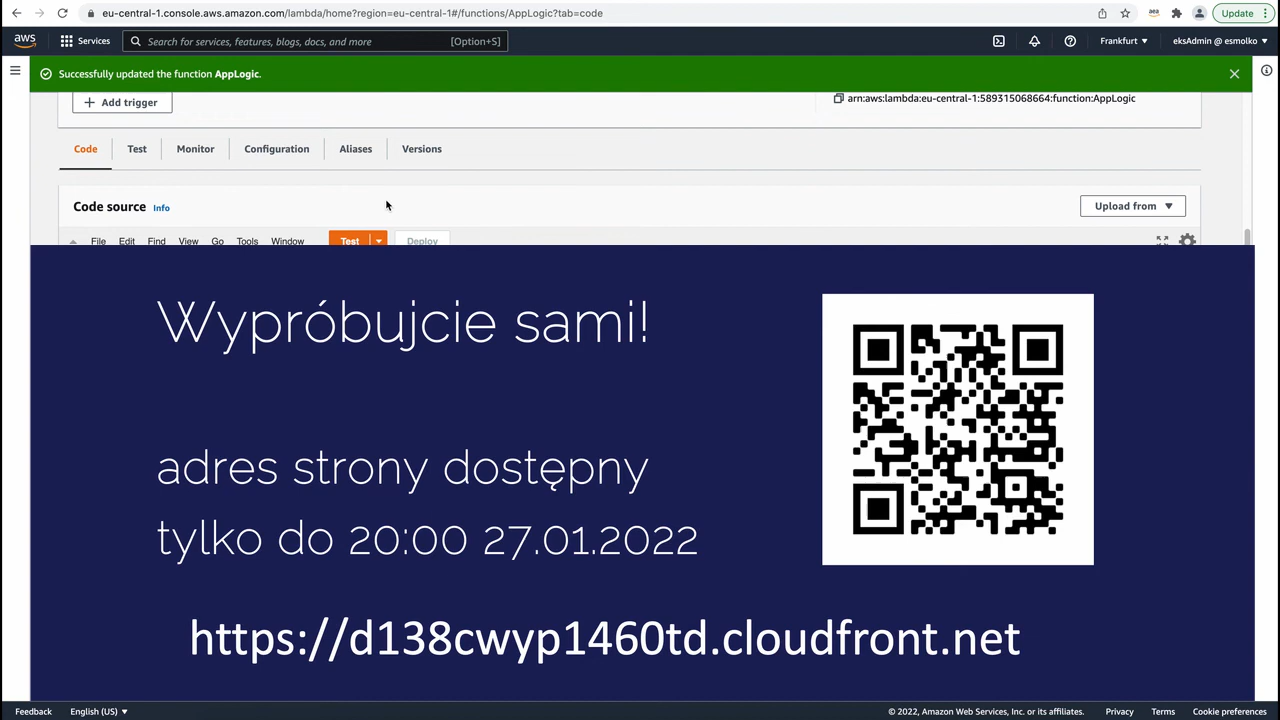 eu-central-1.console.aws.amazon.com/lambda/home?region=eu-central-1#/functions/AppLogic?tab=code
aea
Update
aws
Services
Search for services, features, blogs, docs, and more
[Option+S]
Frankfurt
eksAdmin @ esmolko
Successfully updated the function AppLogic.
Add trigger
arn:aws:lambda:eu-central-1:589315068664:function:AppLogic
Code
Test
Monitor
Configuration
Aliases
Versions
Code source
Info
Upload from
File
Edit
Find
View
Go
Tools
Window
Test
Deploy
Wypróbujcie sami!
adres strony dostępny
tylko do 20:00 27.01.2022
https://d138cwyp1460td.cloudfront.net
Feedback
English (US)
© 2022, Amazon Web Services, Inc. or its affiliates.
Privacy
Terms
Cookie preferences